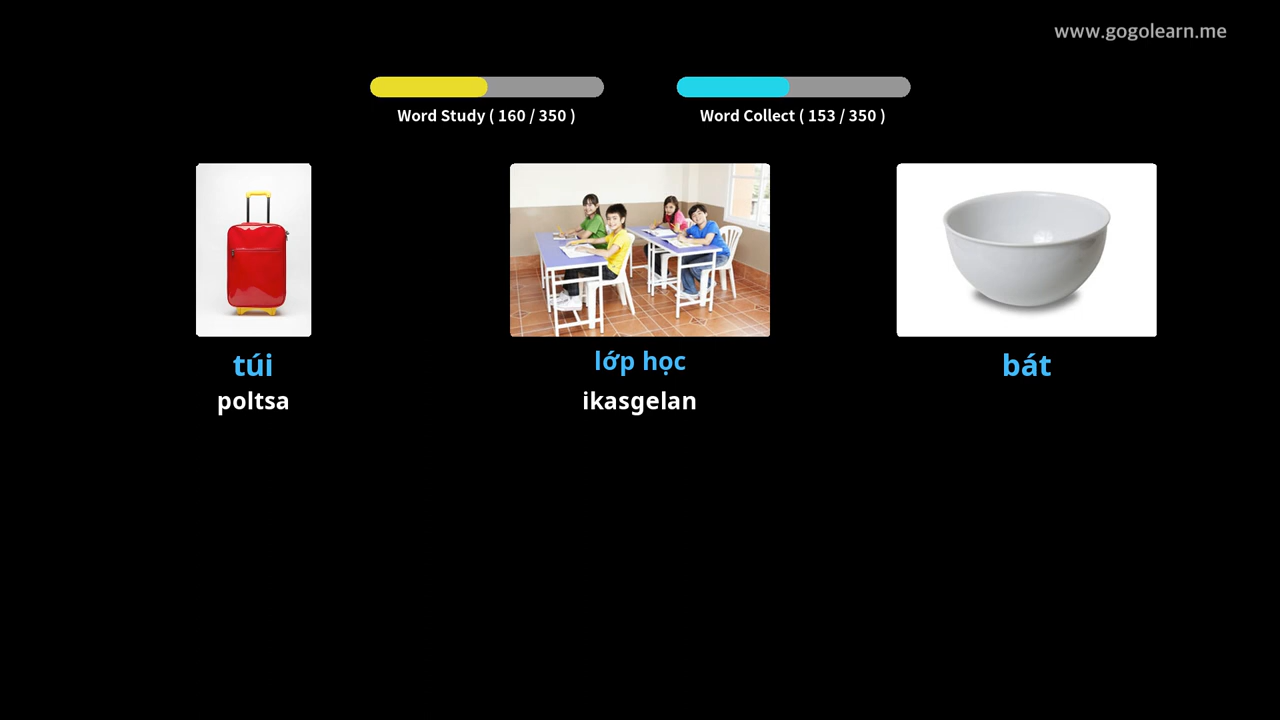 www.gogolearn.me
Word Study ( 160 / 350 )
Word Collect ( 153 / 350 )
túi
lớp học
bát
poltsa
ikasgelan